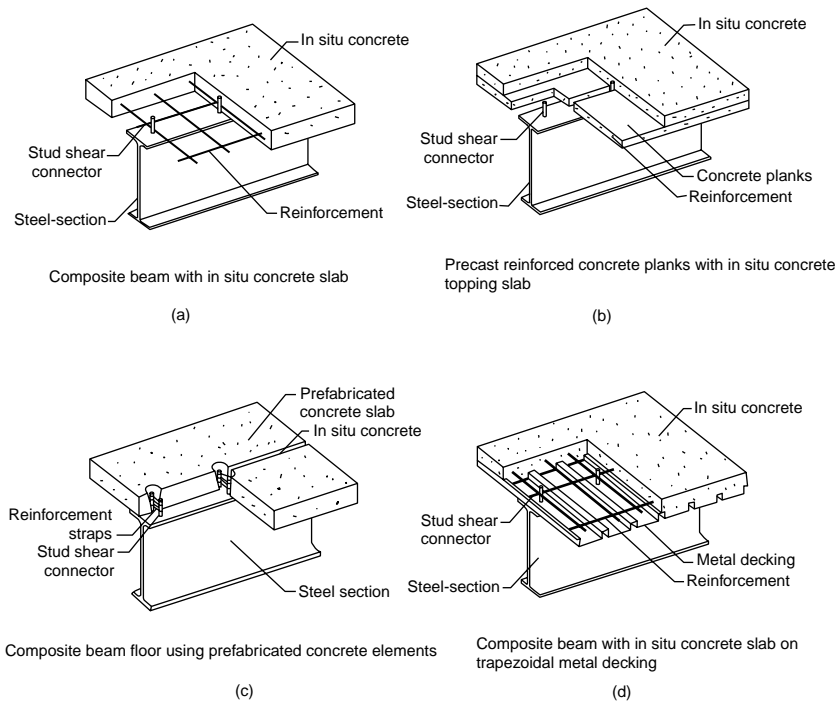 In situ concrete
Stud shear
connector
Steel-section
Reinforcement
Composite beam with in situ concrete slab
(a)
In situ concrete
Stud shear
connector
Concrete planks
Reinforcement
Steel-section
Precast reinforced concrete planks with in situ concrete
topping slab
(b)
Prefabricated
concrete slab
In situ concrete
Reinforcement
straps
Stud shear
connector
Steel section
Composite beam floor using prefabricated concrete elements
(c)
In situ concrete
Stud shear
connector
Metal decking
Reinforcement
Steel-section
Composite beam with in situ concrete slab on
trapezoidal metal decking
(d)